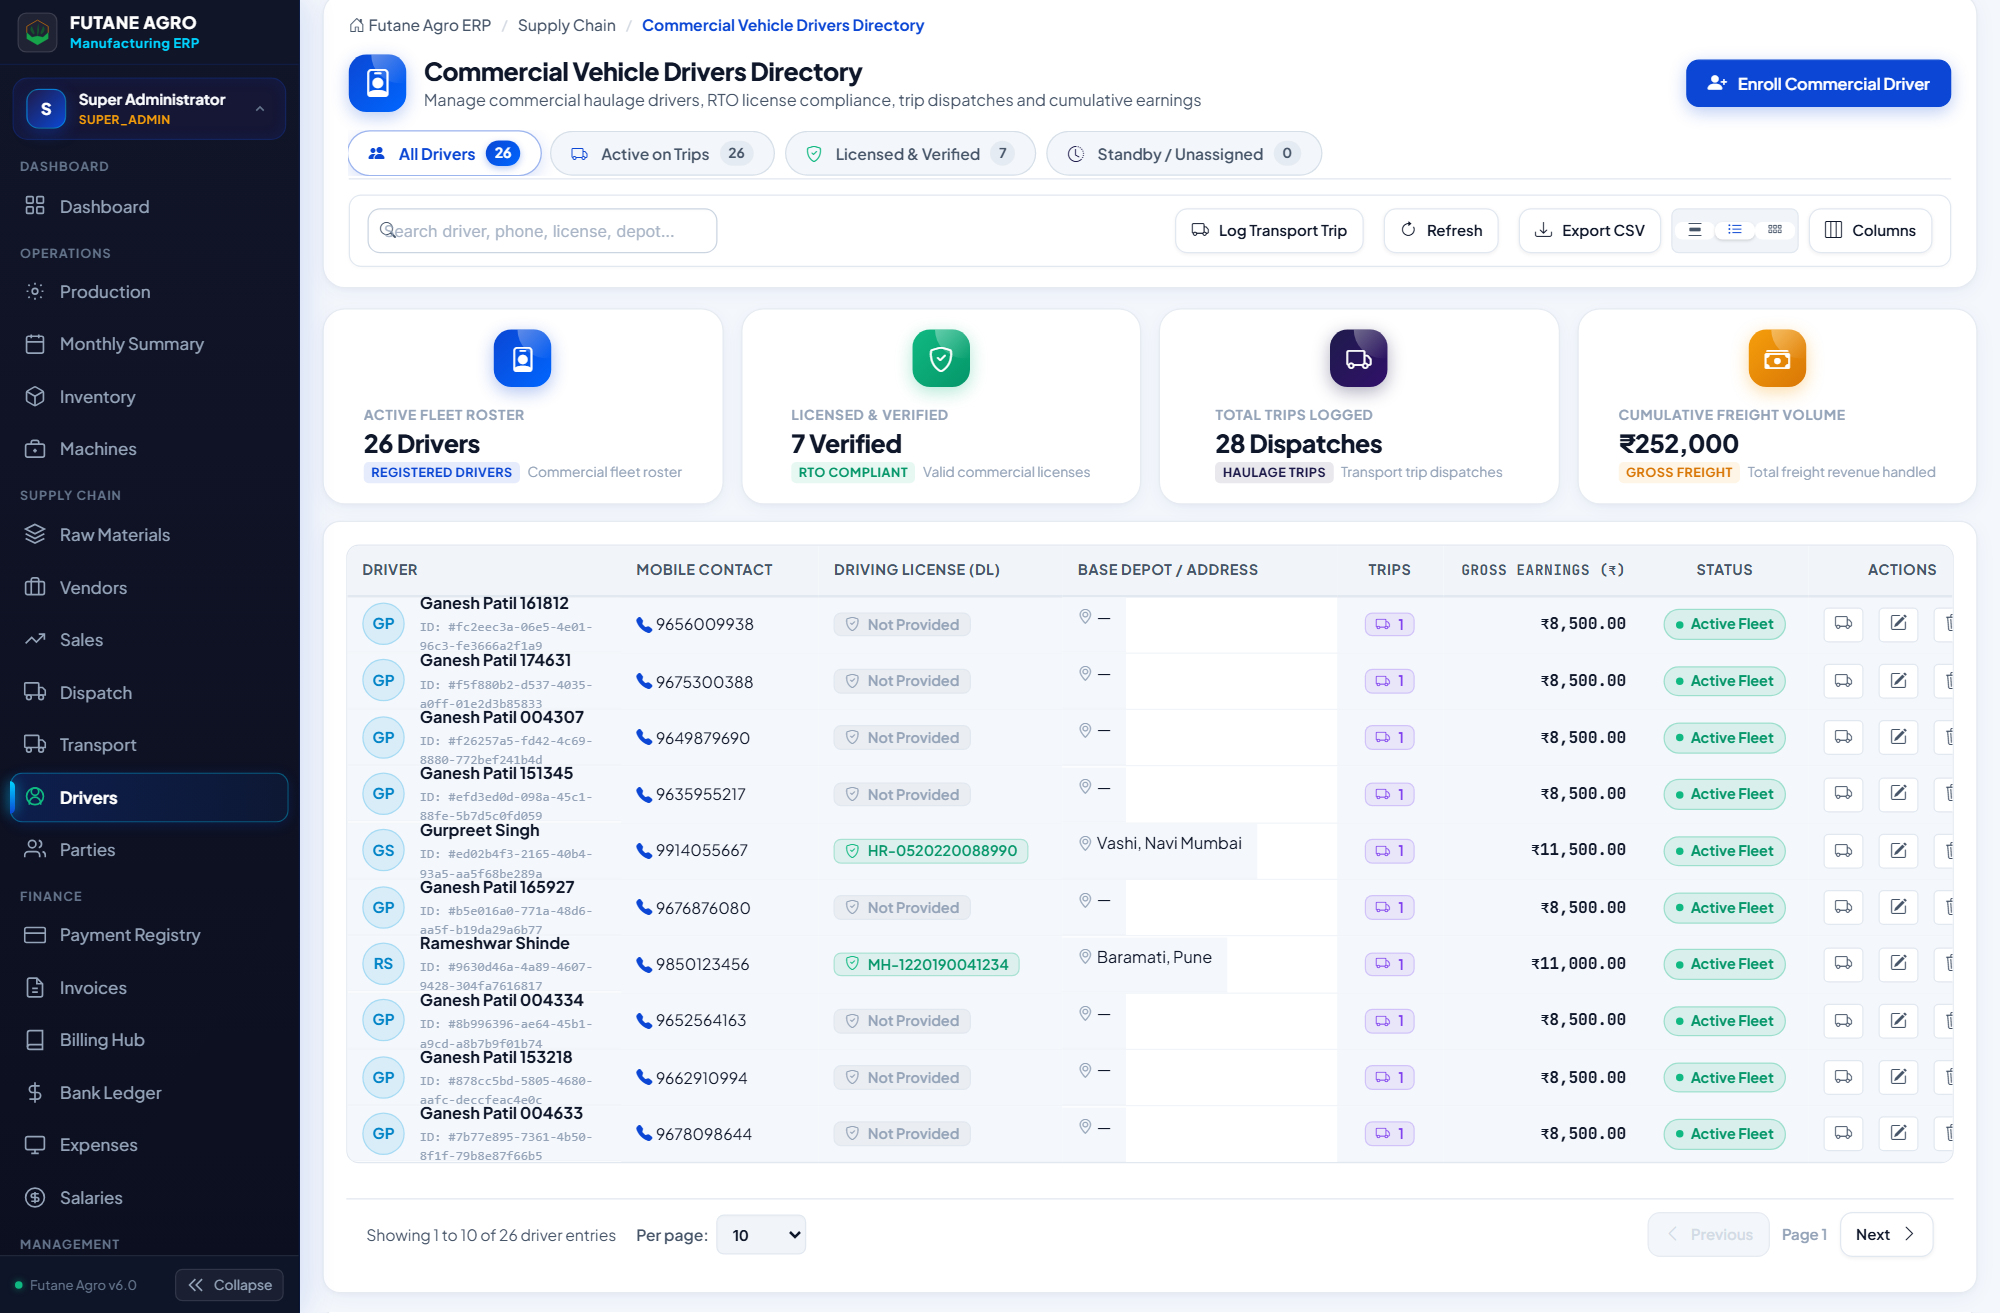 FUTANE AGRO
Manufacturing ERP
S
Super Administrator
SUPER_ADMIN
DASHBOARD
Dashboard
OPERATIONS
Production
Monthly Summary
Inventory
Machines
SUPPLY CHAIN
Raw Materials
Vendors
Sales
Dispatch
Transport
Drivers
Parties
FINANCE
Payment Registry
Invoices
Billing Hub
Bank Ledger
Expenses
Salaries
MANAGEMENT
Futane Agro v6.0
Collapse
Futane Agro ERP / Supply Chain / Commercial Vehicle Drivers Directory
Commercial Vehicle Drivers Directory
Manage commercial haulage drivers, RTO license compliance, trip dispatches and cumulative earnings
Enroll Commercial Driver
All Drivers 26
Active on Trips 26
Licensed & Verified 7
Standby / Unassigned 0
Search driver, phone, license, depot...
Log Transport Trip
Refresh
Export CSV
Columns
ACTIVE FLEET ROSTER
26 Drivers
REGISTERED DRIVERS Commercial fleet roster
LICENSED & VERIFIED
7 Verified
RTO COMPLIANT Valid commercial licenses
TOTAL TRIPS LOGGED
28 Dispatches
HAULAGE TRIPS Transport trip dispatches
CUMULATIVE FREIGHT VOLUME
₹252,000
GROSS FREIGHT Total freight revenue handled
DRIVER MOBILE CONTACT DRIVING LICENSE (DL) BASE DEPOT / ADDRESS TRIPS GROSS EARNINGS (₹) STATUS ACTIONS
Ganesh Patil 161812
GP ID: #fc2eec3a-06e5-4e01- 9656009938 Not Provided — 1 ₹8,500.00 Active Fleet
96c3-fe3666a2f1a9
Ganesh Patil 174631
GP ID: #f5f880b2-d537-4035- 9675300388 Not Provided — 1 ₹8,500.00 Active Fleet
a0ff-01e2d3b85833
Ganesh Patil 004307
GP ID: #f26257a5-fd42-4c69- 9649879690 Not Provided — 1 ₹8,500.00 Active Fleet
8880-772bef241b4d
Ganesh Patil 151345
GP ID: #efd3ed0d-098a-45c1- 9635955217 Not Provided — 1 ₹8,500.00 Active Fleet
88fe-5b7d5c0fd059
Gurpreet Singh
GS ID: #ed02b4f3-2165-40b4- 9914055667 HR-0520220088990 Vashi, Navi Mumbai 1 ₹11,500.00 Active Fleet
93a5-aa5f68be289a
Ganesh Patil 165927
GP ID: #b5e016a0-771a-48d6- 9676876080 Not Provided — 1 ₹8,500.00 Active Fleet
aa5f-b19da29a6b77
Rameshwar Shinde
RS ID: #9630d46a-4a89-4607- 9850123456 MH-1220190041234 Baramati, Pune 1 ₹11,000.00 Active Fleet
9428-304fa7616817
Ganesh Patil 004334
GP ID: #8b996396-ae64-45b1- 9652564163 Not Provided — 1 ₹8,500.00 Active Fleet
a9cd-a8b7b9f01b74
Ganesh Patil 153218
GP ID: #878cc5bd-5805-4680- 9662910994 Not Provided — 1 ₹8,500.00 Active Fleet
aafc-deccfeac4e0c
Ganesh Patil 004633
GP ID: #7b77e895-7361-4b50- 9678098644 Not Provided — 1 ₹8,500.00 Active Fleet
8f1f-79b8e87f66b5
Showing 1 to 10 of 26 driver entries Per page: 10
Previous Page 1 Next